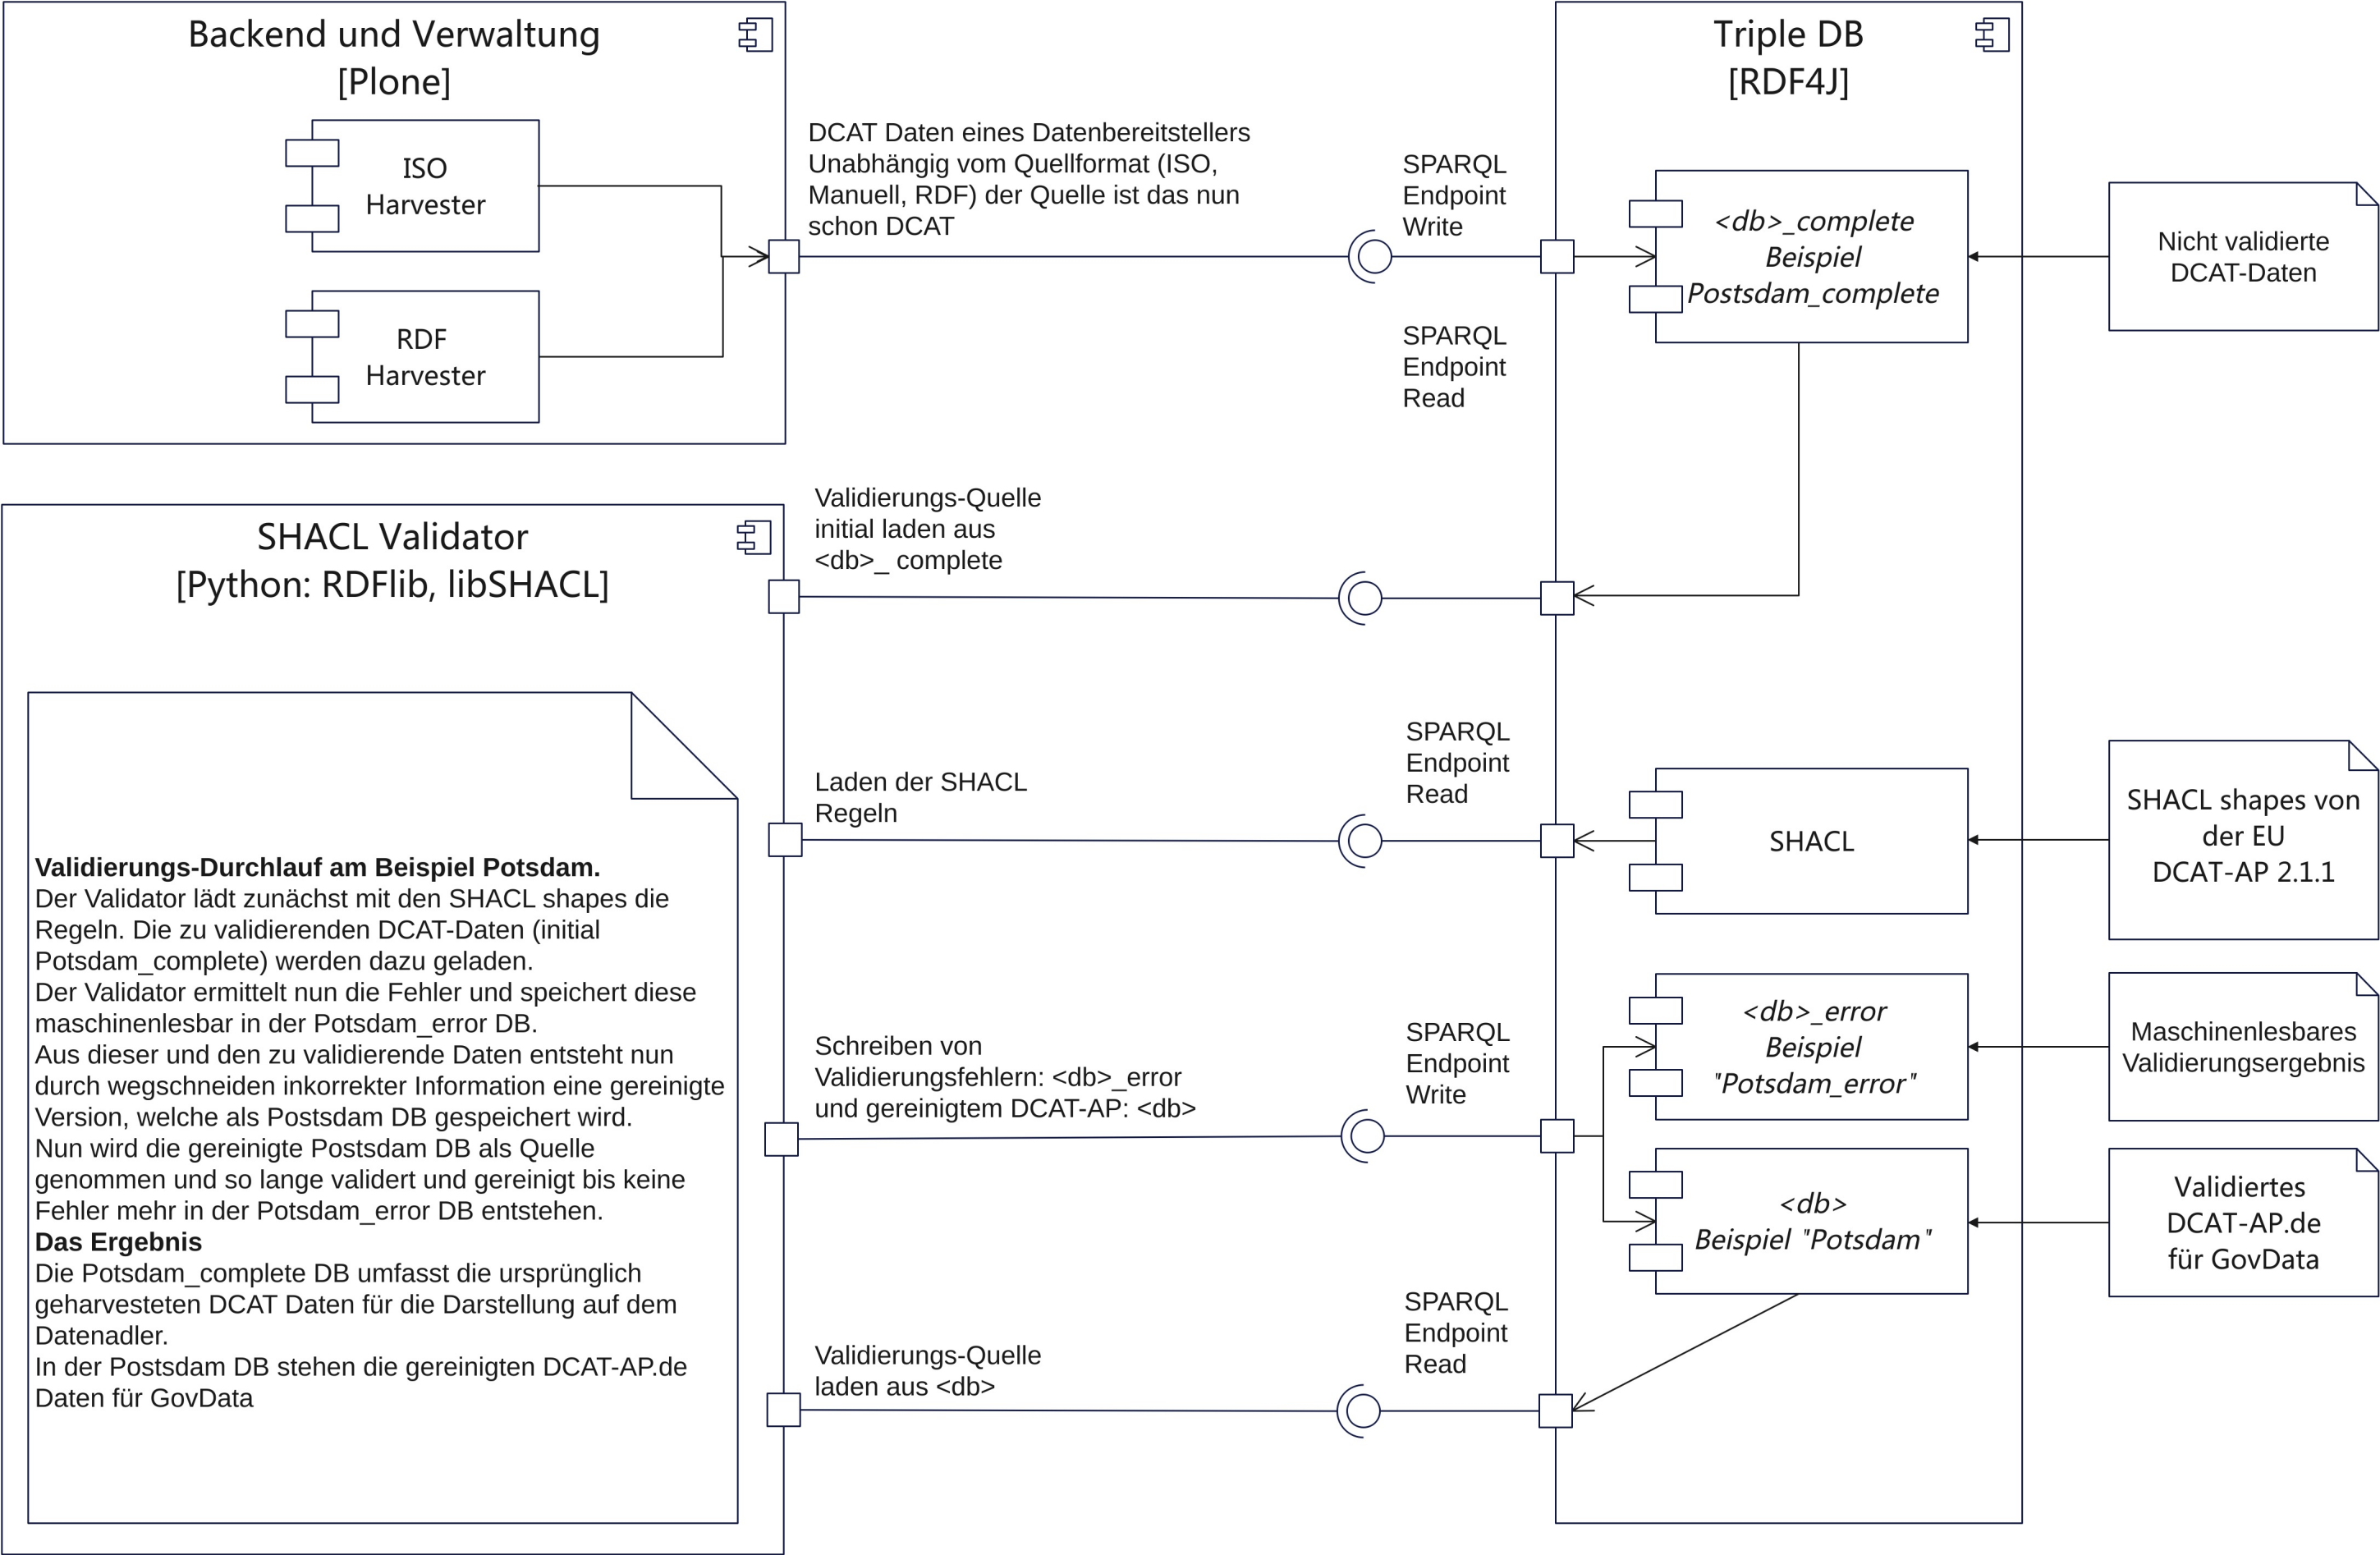 Backend und Verwaltung
[Plone]
ISO
Harvester
RDF
Harvester
DCAT Daten eines Datenbereitstellers
Unabhängig vom Quellformat (ISO,
Manuell, RDF) der Quelle ist das nun
schon DCAT
SPARQL
Endpoint
Write
SPARQL
Endpoint
Read
Triple DB
[RDF4J]
<db>_complete
Beispiel
Postsdam_complete
Nicht validierte
DCAT-Daten
SHACL Validator
[Python: RDFlib, libSHACL]
Validierungs-Quelle
initial laden aus
<db>_ complete
Validierungs-Durchlauf am Beispiel Potsdam.
Der Validator lädt zunächst mit den SHACL shapes die
Regeln. Die zu validierenden DCAT-Daten (initial
Potsdam_complete) werden dazu geladen.
Der Validator ermittelt nun die Fehler und speichert diese
maschinenlesbar in der Potsdam_error DB.
Aus dieser und den zu validierende Daten entsteht nun
durch wegschneiden inkorrekter Information eine gereinigte
Version, welche als Postsdam DB gespeichert wird.
Nun wird die gereinigte Postsdam DB als Quelle
genommen und so lange validert und gereinigt bis keine
Fehler mehr in der Potsdam_error DB entstehen.
Das Ergebnis
Die Potsdam_complete DB umfasst die ursprünglich
geharvesteten DCAT Daten für die Darstellung auf dem
Datenadler.
In der Postsdam DB stehen die gereinigten DCAT-AP.de
Daten für GovData
Laden der SHACL
Regeln
SPARQL
Endpoint
Read
SHACL
SHACL shapes von
der EU
DCAT-AP 2.1.1
Schreiben von
Validierungsfehlern: <db>_error
und gereinigtem DCAT-AP: <db>
SPARQL
Endpoint
Write
<db>_error
Beispiel
"Potsdam_error"
Maschinenlesbares
Validierungsergebnis
<db>
Beispiel "Potsdam"
Validiertes
DCAT-AP.de
für GovData
Validierungs-Quelle
laden aus <db>
SPARQL
Endpoint
Read